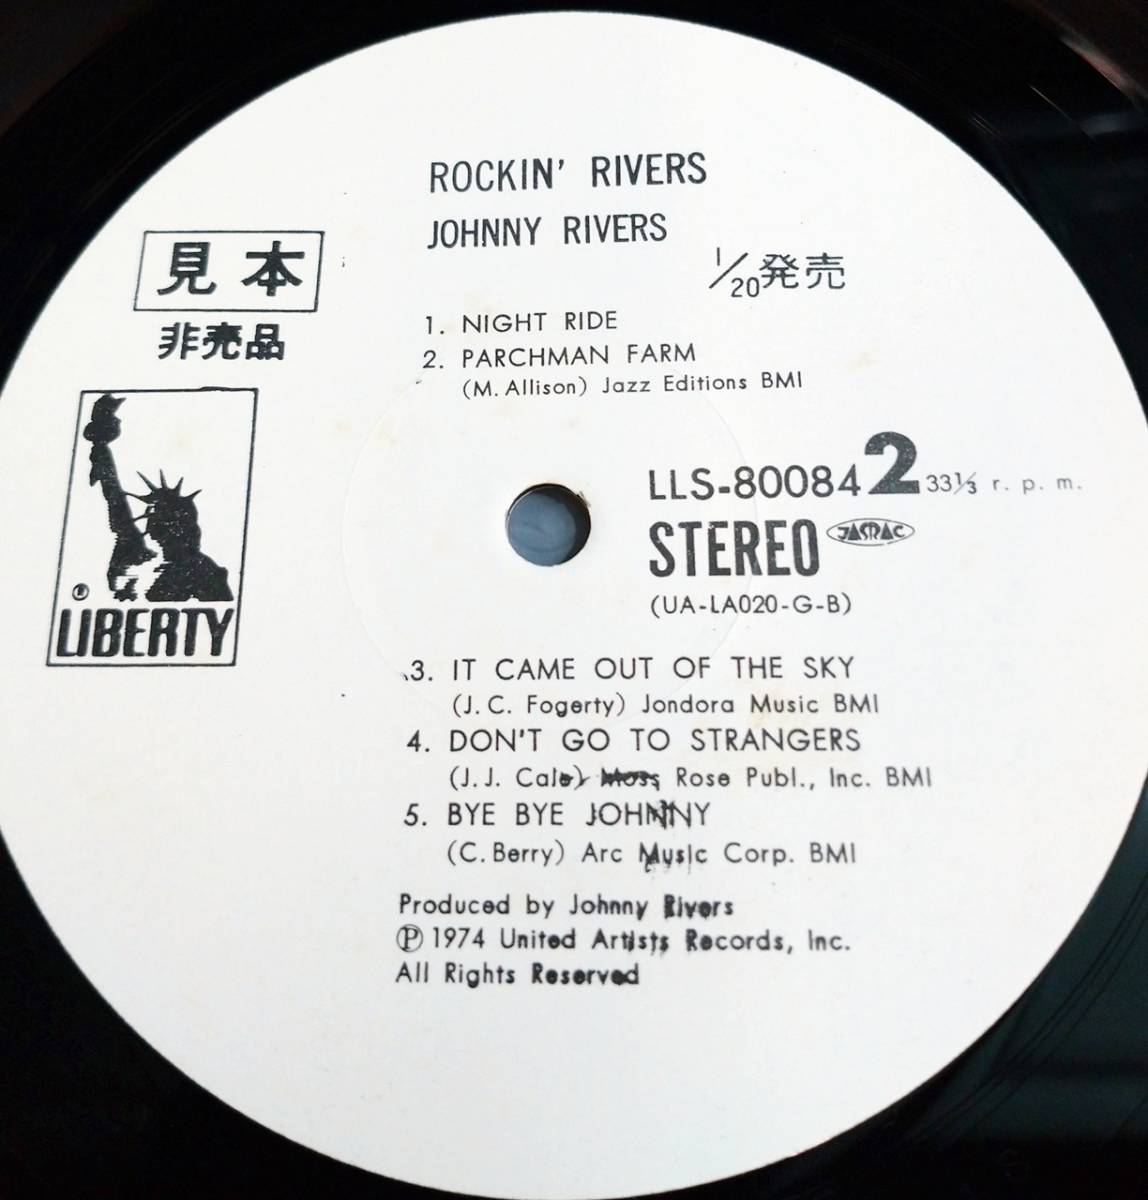 ROCKIN' RIVERS
JOHNNY RIVERS
見本
非売品
1/20発売
1. NIGHT RIDE
2. PARCHMAN FARM
(M. Allison) Jazz Editions BMI
LLS-80084 2 33⅓ r. p. m.
STEREO JASRAC
(UA-LA020-G-B)
L
LIBERTY
3. IT CAME OUT OF THE SKY
(J. C. Fogerty) Jondora Music BMI
4. DON'T GO TO STRANGERS
(J. J. Cale) Moss Rose Publ., Inc. BMI
5. BYE BYE JOHNNY
(C. Berry) Arc Music Corp. BMI
Produced by Johnny Rivers
Ⓟ 1974 United Artists Records, Inc.
All Rights Reserved